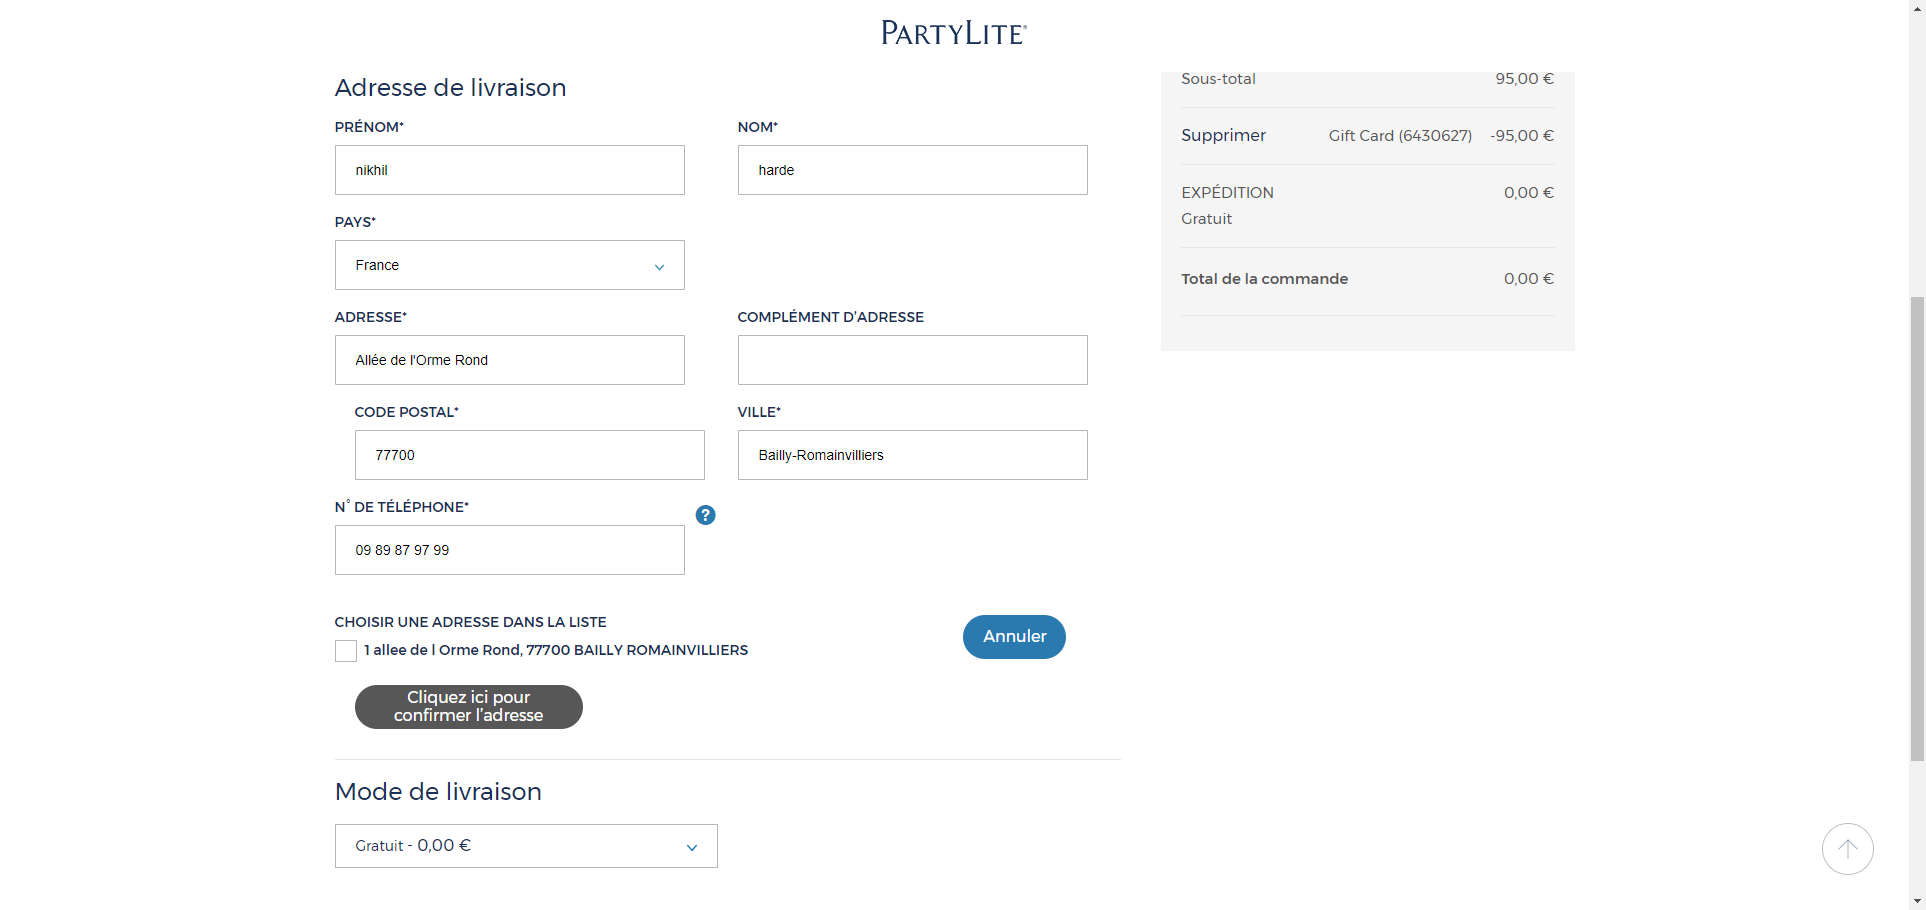 PARTYLITE®
Adresse de livraison
PRÉNOM*
NOM*
nikhil
harde
PAYS*
France
ADRESSE*
COMPLÉMENT D'ADRESSE
Allée de l'Orme Rond
CODE POSTAL*
VILLE*
77700
Bailly-Romainvilliers
N° DE TÉLÉPHONE*
?
09 89 87 97 99
CHOISIR UNE ADRESSE DANS LA LISTE
1 allee de l Orme Rond, 77700 BAILLY ROMAINVILLIERS
Annuler
Cliquez ici pour
confirmer l'adresse
Mode de livraison
Gratuit - 0,00 €
Sous-total 95,00 €
Supprimer Gift Card (6430627) -95,00 €
EXPÉDITION 0,00 €
Gratuit
Total de la commande 0,00 €